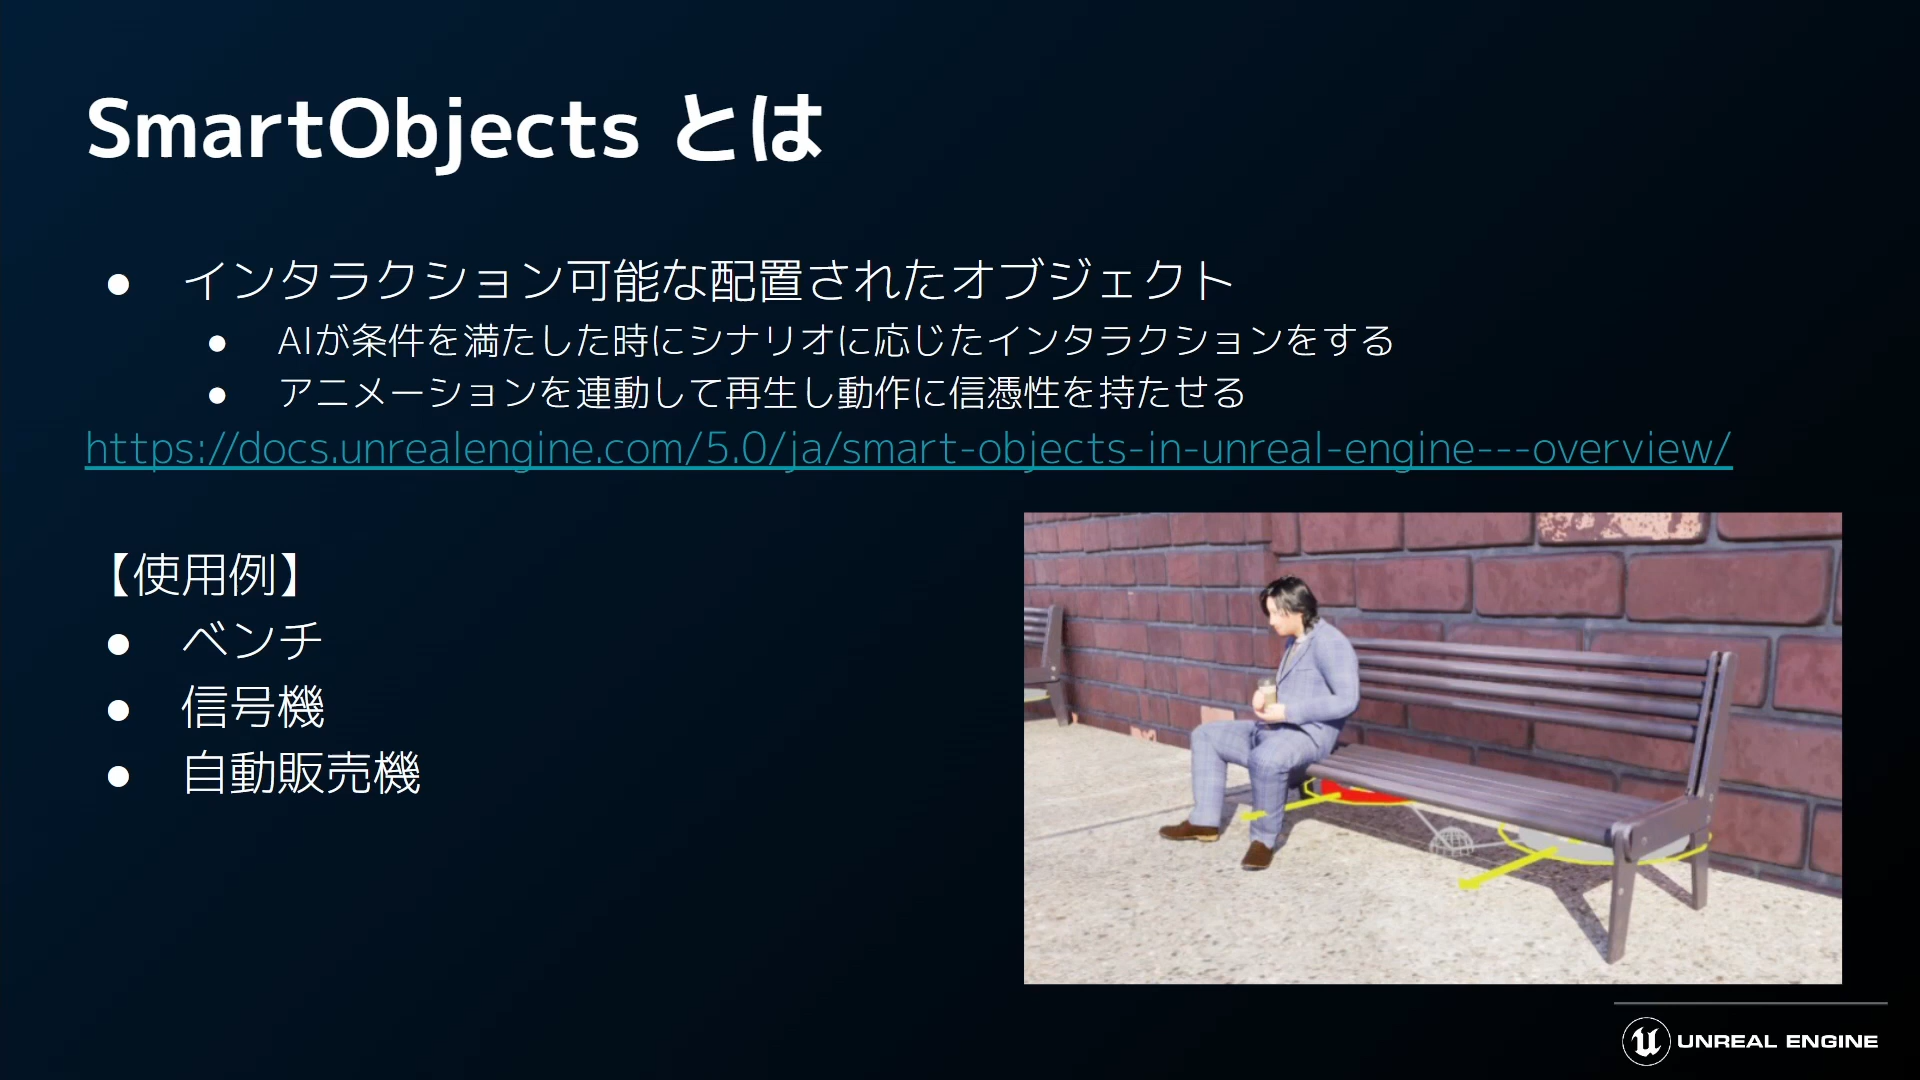 SmartObjects とは
● インタラクション可能な配置されたオブジェクト
● AIが条件を満たした時にシナリオに応じたインタラクションをする
● アニメーションを連動して再生し動作に信憑性を持たせる
https://docs.unrealengine.com/5.0/ja/smart-objects-in-unreal-engine---overview/
【使用例】
● ベンチ
● 信号機
● 自動販売機
UNREAL ENGINE